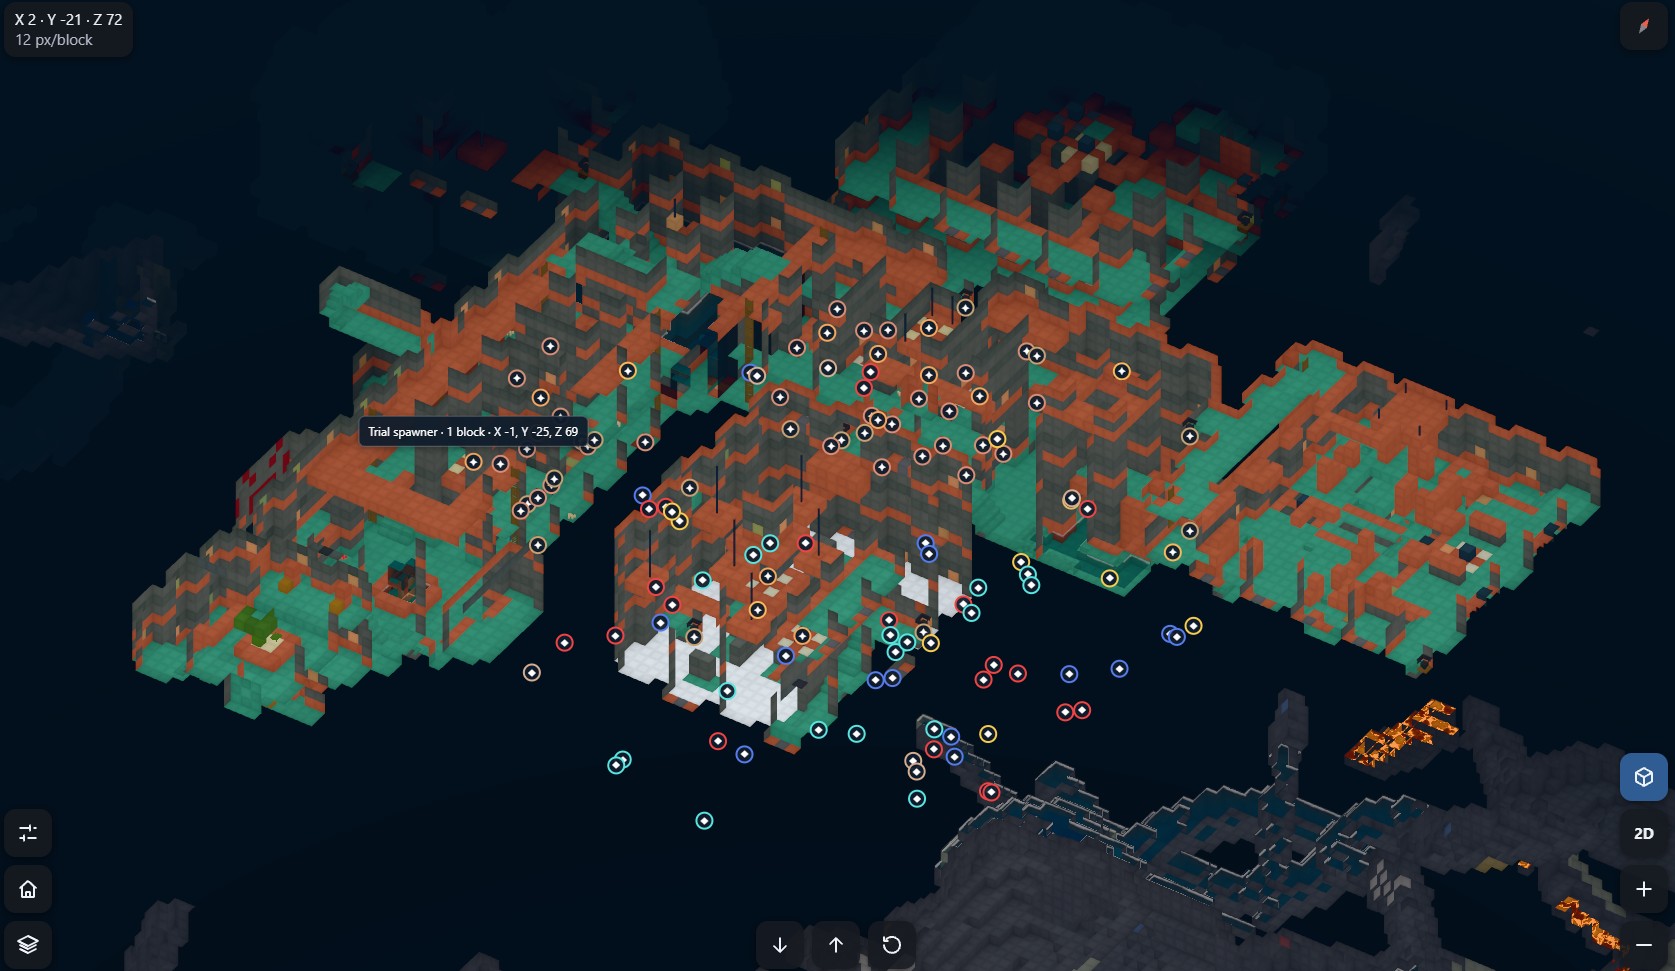 X 2 · Y -21 · Z 72
12 px/block
Trial spawner · 1 block · X -1, Y -25, Z 69
2D